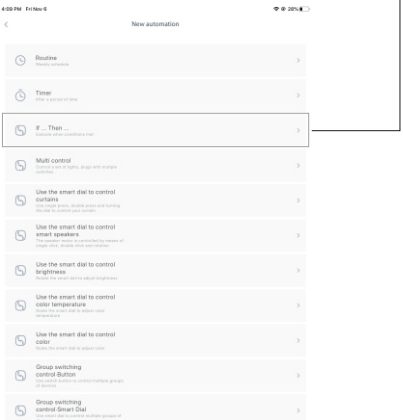 4:09 PM Fri Nov 6
28%
New automation
Routine
Weekly schedule
Timer
After a period of time
If ... Then ...
Execute when conditions met
Multi control
Control a set of lights, plugs with multiple
switches
Use the smart dial to control
curtains
Use single press, double press and turning
the dial to control your curtain
Use the smart dial to control
smart speakers
The speaker action is controlled by means of
single click, double click and rotation
Use the smart dial to control
brightness
Rotate the smart dial to adjust brightness
Use the smart dial to control
color temperature
Rotate the smart dial to adjust color
temperature
Use the smart dial to control
color
Rotate the smart dial to adjust color
Group switching
control-Button
Use switch button to control multiple groups
of devices
Group switching
control-Smart Dial
Use smart dial to control multiple groups of